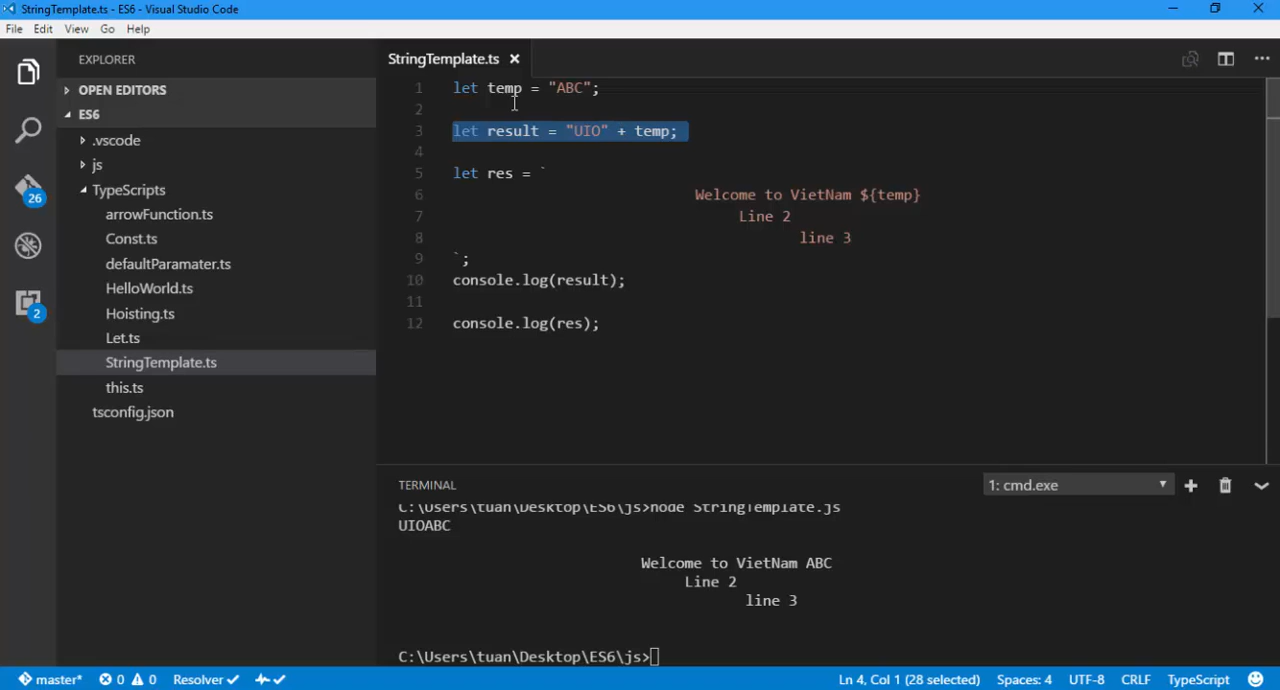 StringTemplate.ts - ES6 - Visual Studio Code
File Edit View Go Help
EXPLORER
OPEN EDITORS
ES6
.vscode
js
TypeScripts
arrowFunction.ts
Const.ts
defaultParamater.ts
HelloWorld.ts
Hoisting.ts
Let.ts
StringTemplate.ts
this.ts
tsconfig.json
26
2
StringTemplate.ts
1 let temp = "ABC";
2
3 let result = "UIO" + temp;
4
5 let res = `
6 Welcome to VietNam ${temp}
7 Line 2
8 line 3
9 `;
10 console.log(result);
11
12 console.log(res);
TERMINAL
1: cmd.exe
C:\Users\tuan\Desktop\ES6\js>node StringTemplate.js
UIOABC
Welcome to VietNam ABC
Line 2
line 3
C:\Users\tuan\Desktop\ES6\js>
master* 0 0 Resolver Ln 4, Col 1 (28 selected) Spaces: 4 UTF-8 CRLF TypeScript